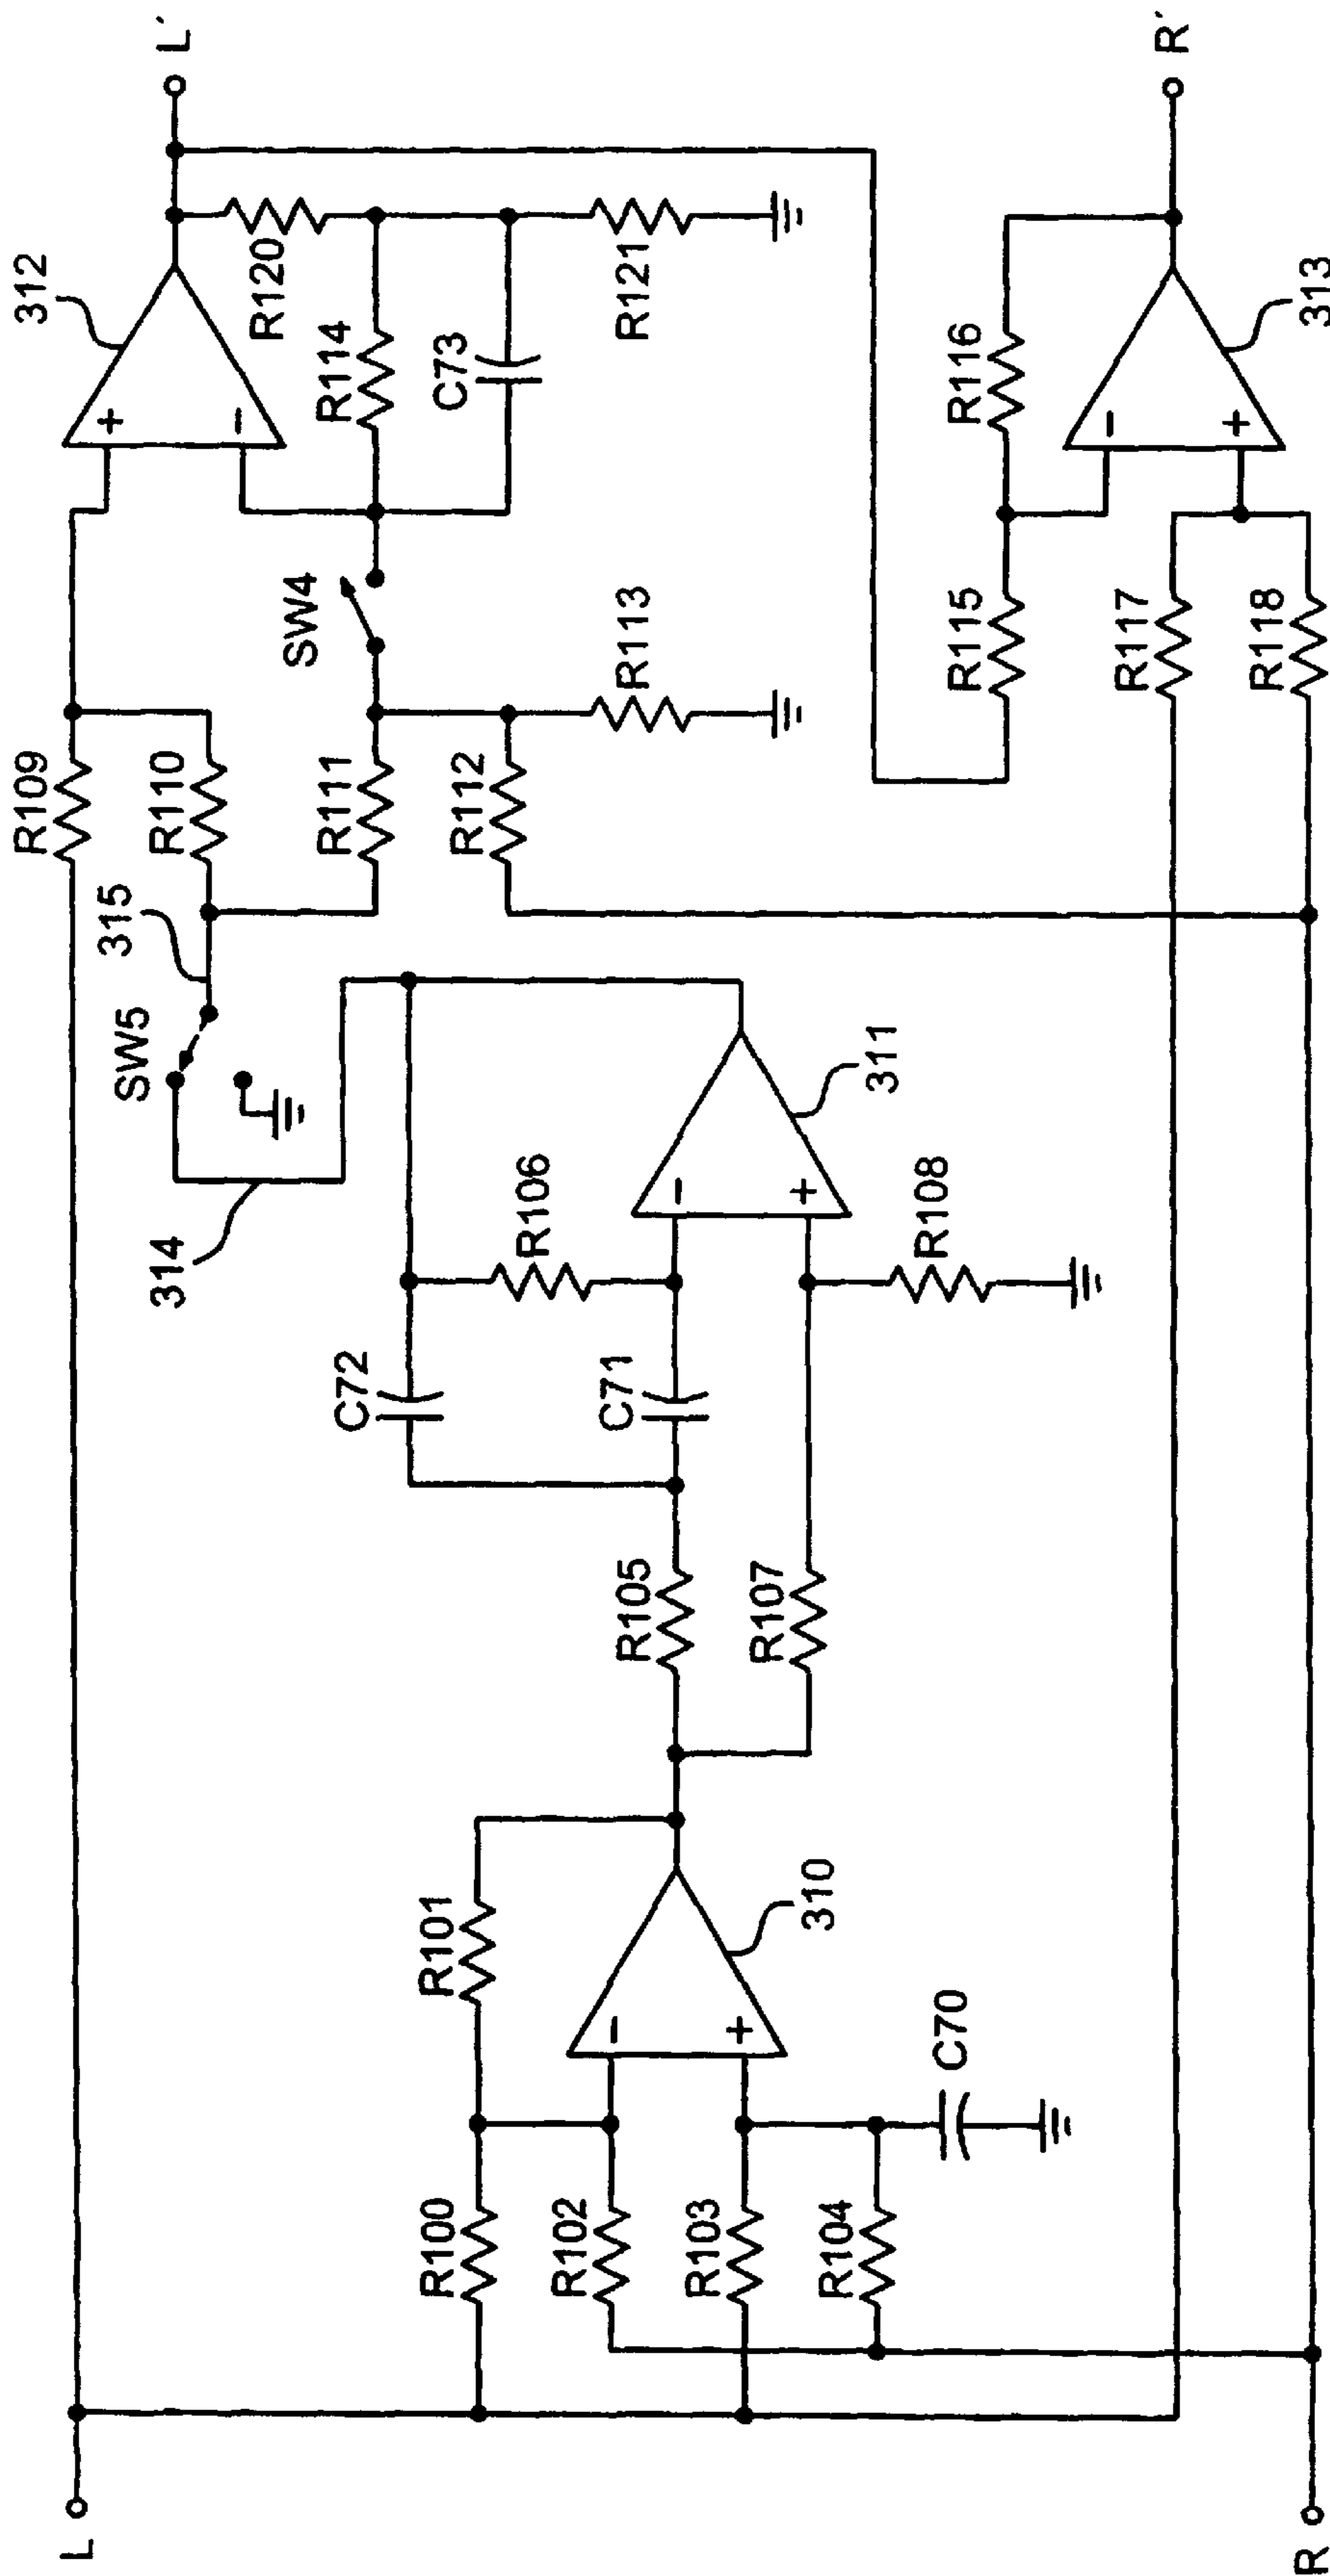 L
R
R100
R101
R102
R103
R104
C70
-
+
310
R105
R107
C72
C71
R106
R108
-
+
311
314
SW5
315
R109
R110
R111
R112
R113
SW4
+
-
312
R114
C73
R120
R121
L'
R115
R116
R117
R118
-
+
313
R'